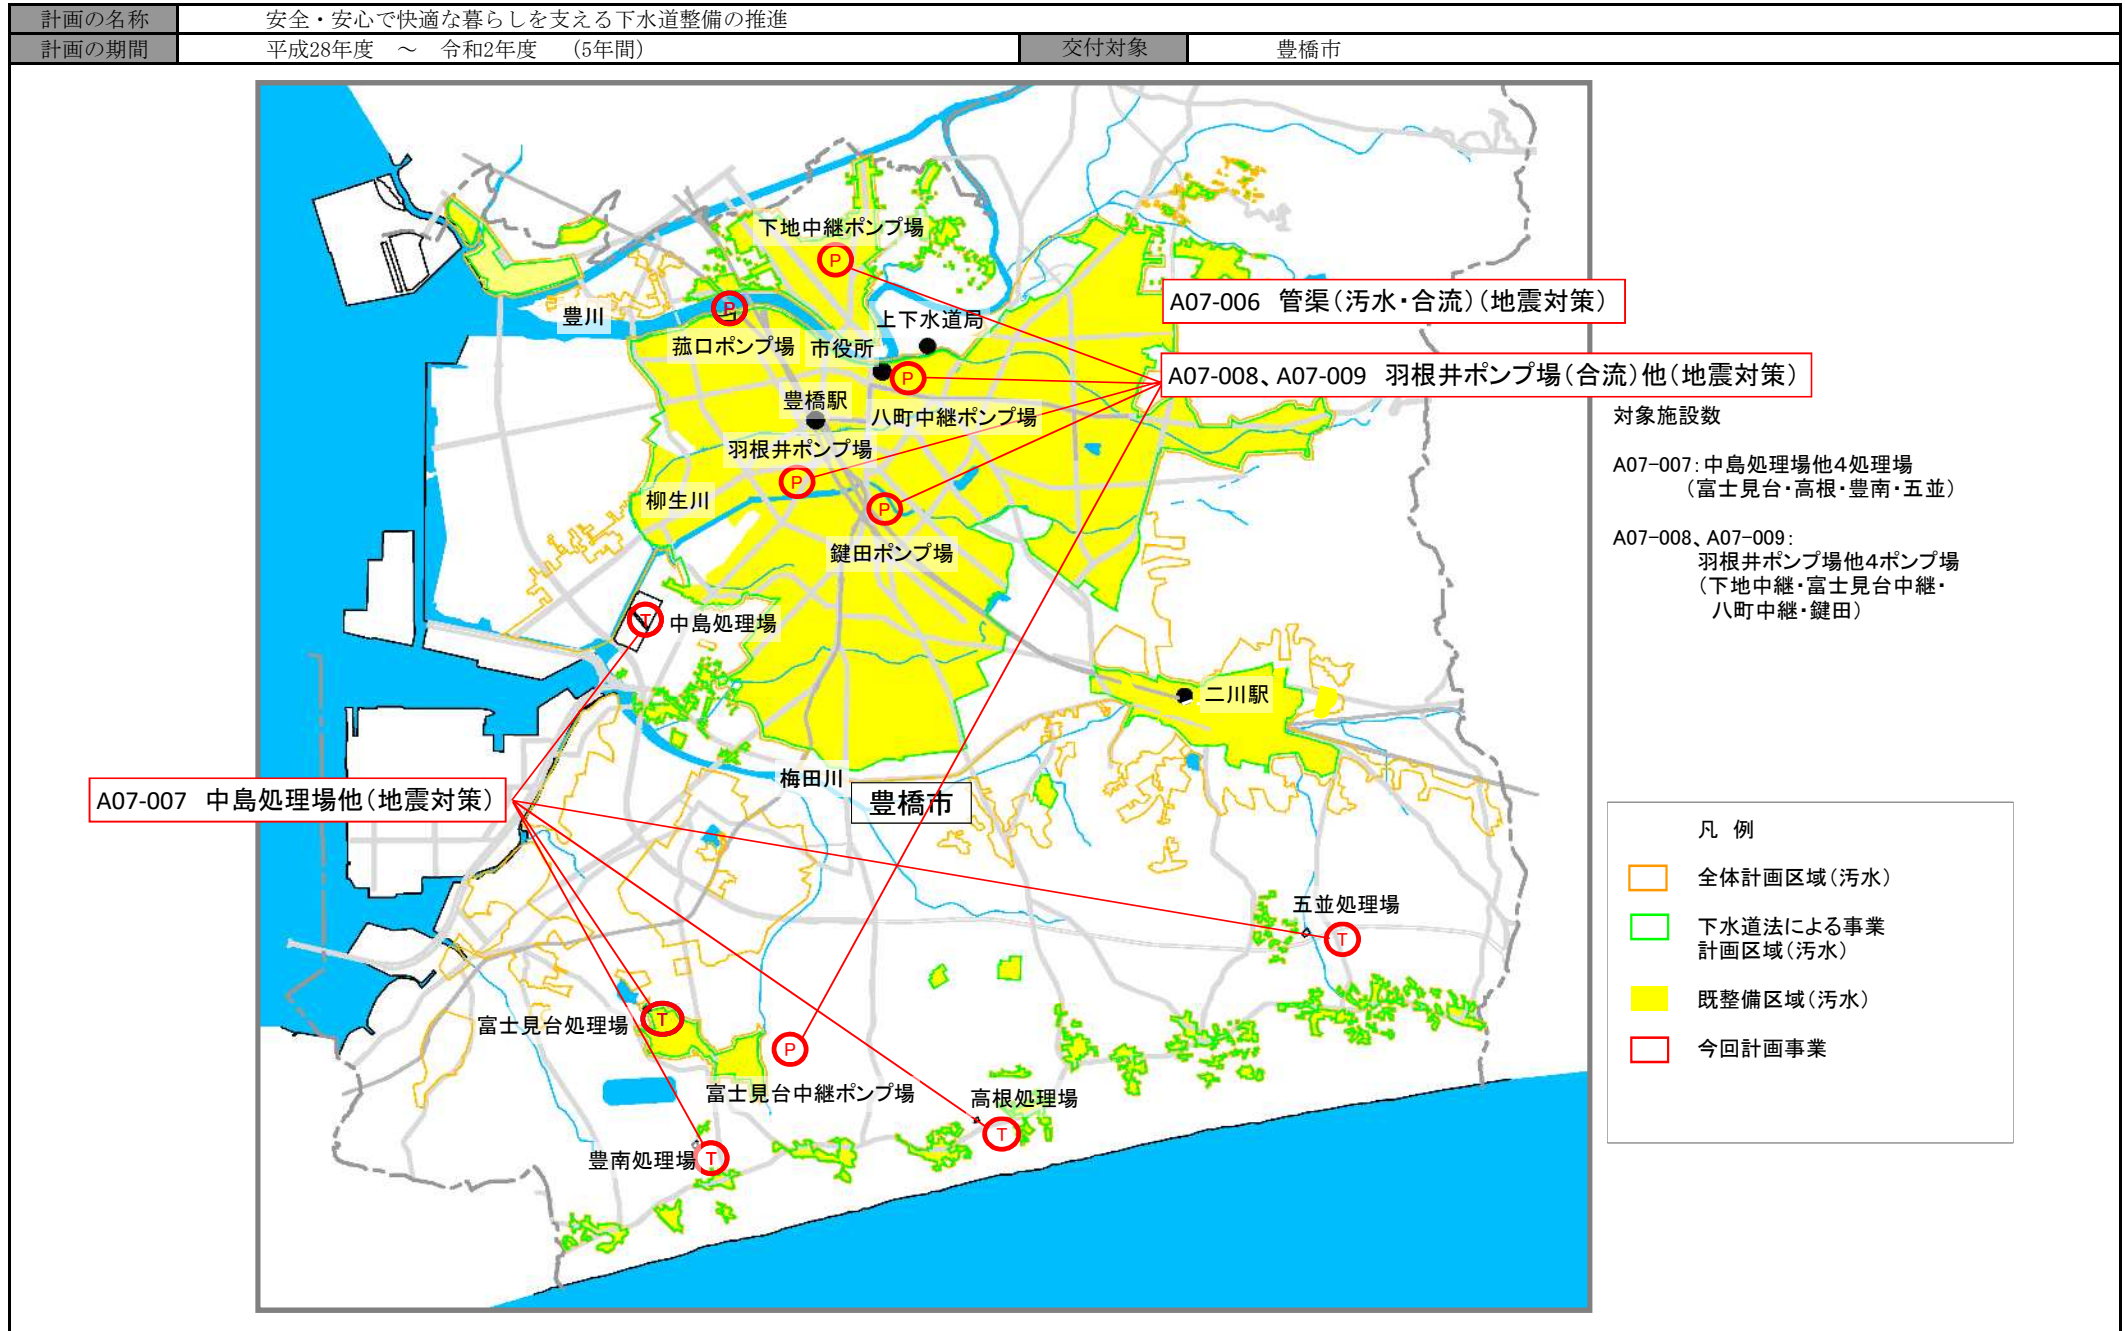 計画の名称 安全・安心で快適な暮らしを支える下水道整備の推進
計画の期間 平成28年度 ～ 令和2年度 （5年間） 交付対象 豊橋市
下地中継ポンプ場
P
A07-006 管渠（汚水・合流）（地震対策）
P
豊川
上下水道局
菰口ポンプ場 市役所
P
A07-008、A07-009 羽根井ポンプ場（合流）他（地震対策）
豊橋駅
八町中継ポンプ場
対象施設数
羽根井ポンプ場
A07-007：中島処理場他4処理場
（富士見台・高根・豊南・五並）
P
柳生川
P
A07-008、A07-009：
羽根井ポンプ場他4ポンプ場
（下地中継・富士見台中継・
八町中継・鍵田）
鍵田ポンプ場
T
中島処理場
二川駅
梅田川
A07-007 中島処理場他（地震対策）
豊橋市
凡 例
全体計画区域（汚水）
下水道法による事業
計画区域（汚水）
既整備区域（汚水）
今回計画事業
五並処理場
T
富士見台処理場
T
P
富士見台中継ポンプ場
高根処理場
T
豊南処理場
T